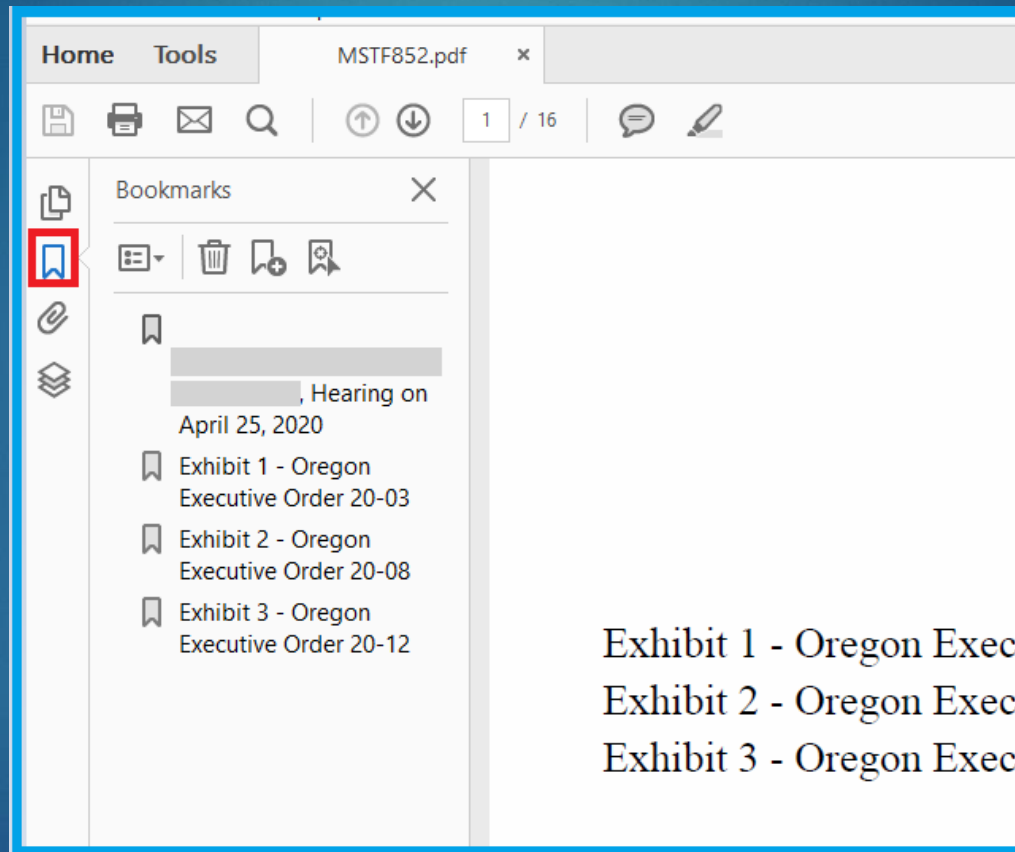 Home Tools MSTF852.pdf
1 / 16
Bookmarks
, Hearing on
April 25, 2020
Exhibit 1 - Oregon
Executive Order 20-03
Exhibit 2 - Oregon
Executive Order 20-08
Exhibit 3 - Oregon
Executive Order 20-12
Exhibit 1 - Oregon Exec
Exhibit 2 - Oregon Exec
Exhibit 3 - Oregon Exec